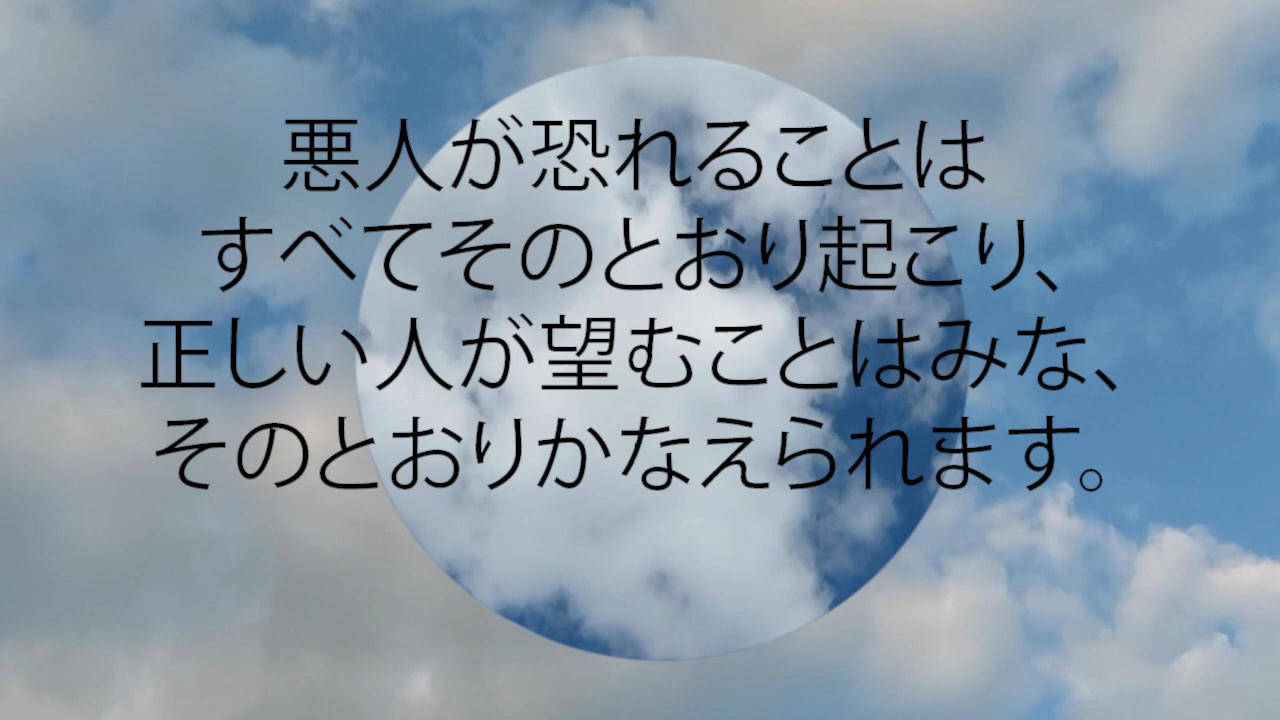 悪人が恐れることは
すべてそのとおり起こり、
正しい人が望むことはみな、
そのとおりかなえられます。